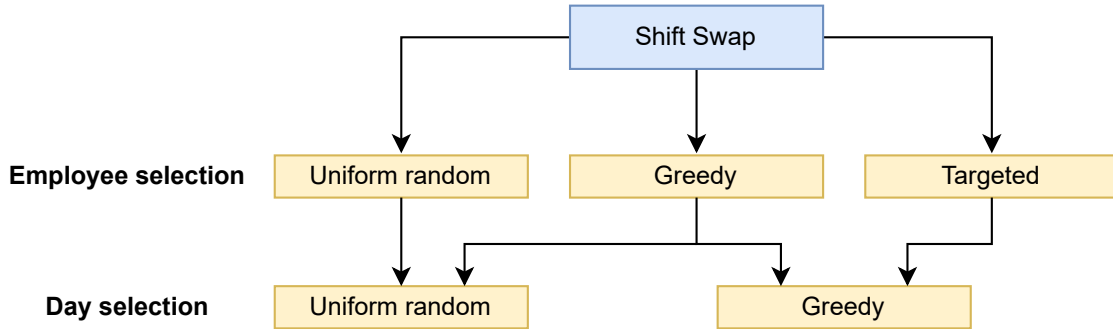 Shift Swap
Employee selection
Uniform random
Greedy
Targeted
Day selection
Uniform random
Greedy